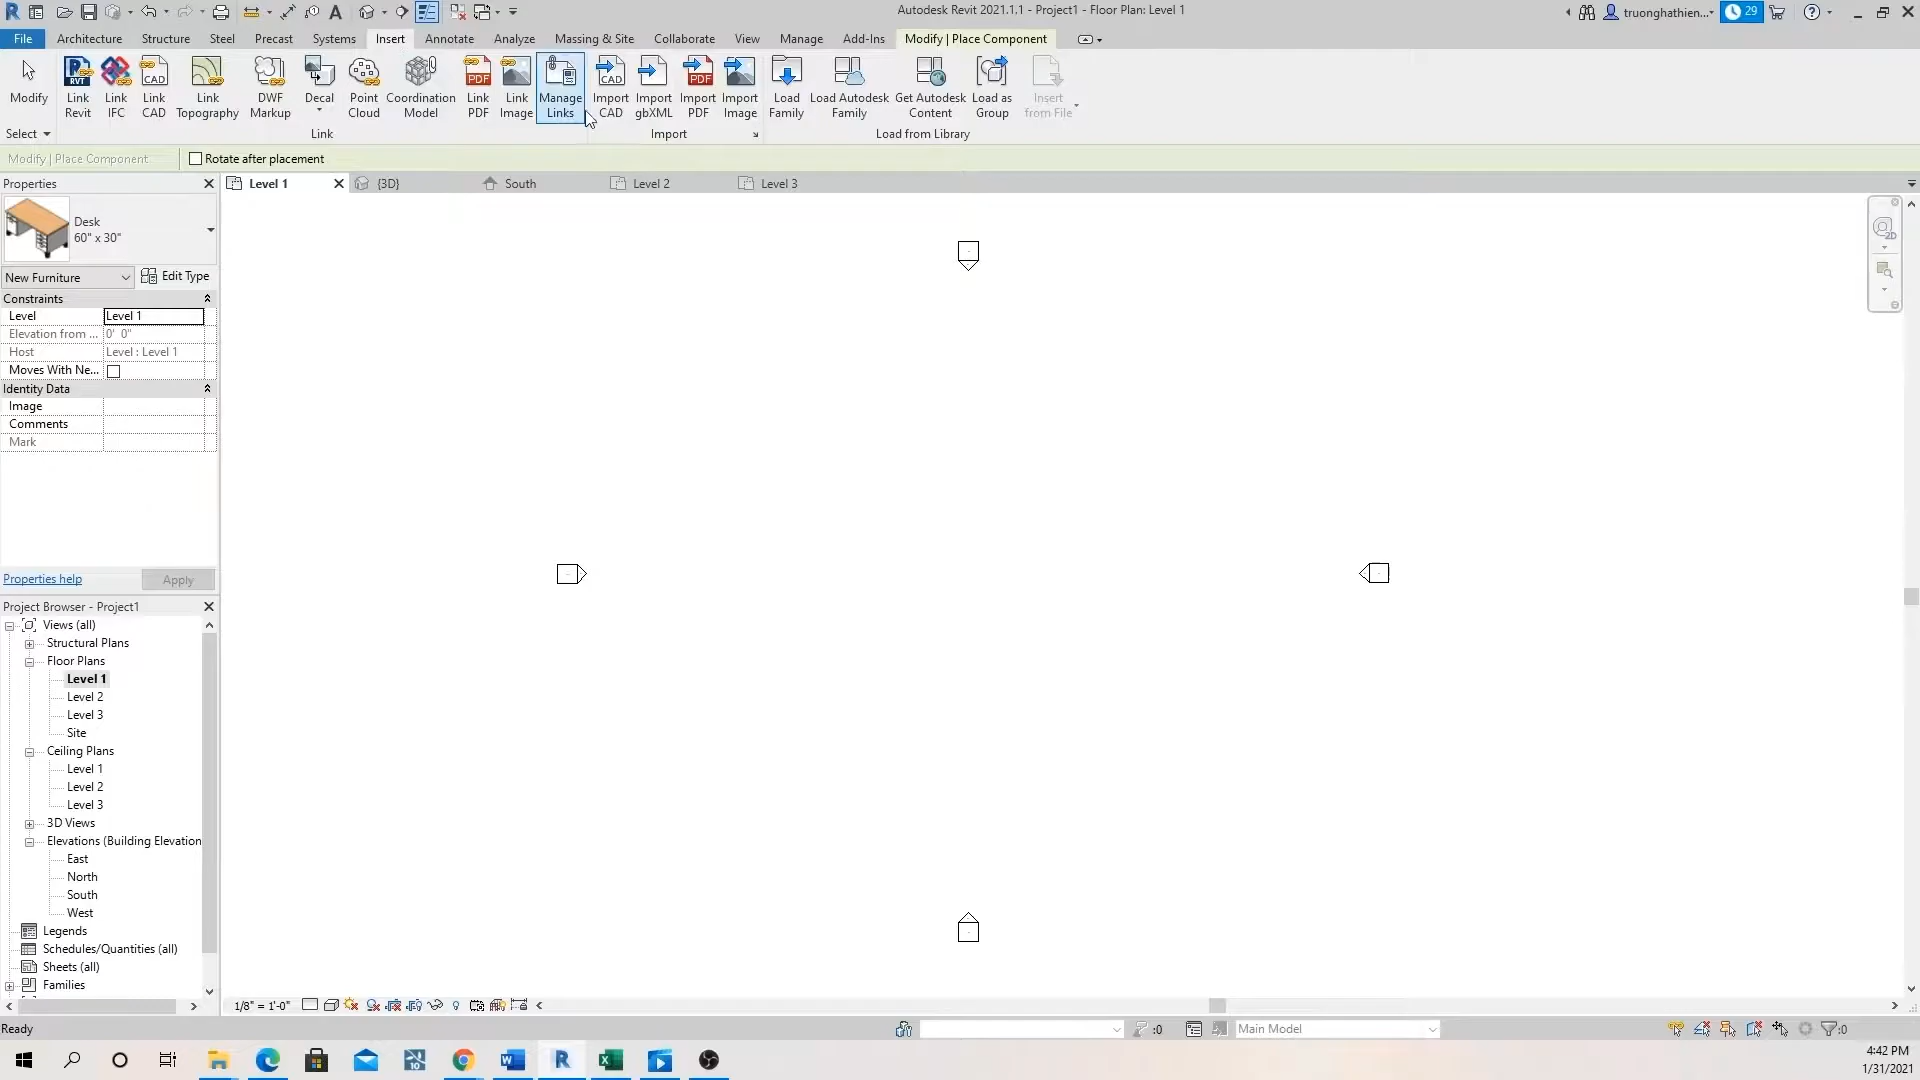 Autodesk Revit 2021.1.1 - Project1 - Floor Plan: Level 1
truonghathien...
29
File Architecture Structure Steel Precast Systems Insert Annotate Analyze Massing & Site Collaborate View Manage Add-Ins Modify | Place Component
Modify
Link Revit
Link IFC
Link CAD
Link Topography
DWF Markup
Decal
Point Cloud
Coordination Model
Link PDF
Link Image
Manage Links
Import CAD
Import gbXML
Import PDF
Import Image
Load Family
Load Autodesk Family
Get Autodesk Content
Load as Group
Insert from File
Select
Link
Import
Load from Library
Modify | Place Component
Rotate after placement
Properties
Level 1
{3D}
South
Level 2
Level 3
Desk
60" x 30"
New Furniture
Edit Type
Constraints
Level Level 1
Elevation from ... 0' 0"
Host Level : Level 1
Moves With Ne...
Identity Data
Image
Comments
Mark
Properties help
Apply
Project Browser - Project1
Views (all)
Structural Plans
Floor Plans
Level 1
Level 2
Level 3
Site
Ceiling Plans
Level 1
Level 2
Level 3
3D Views
Elevations (Building Elevation
East
North
South
West
Legends
Schedules/Quantities (all)
Sheets (all)
Families
2D
1/8" = 1'-0"
Ready
:0
Main Model
:0
4:42 PM
1/31/2021